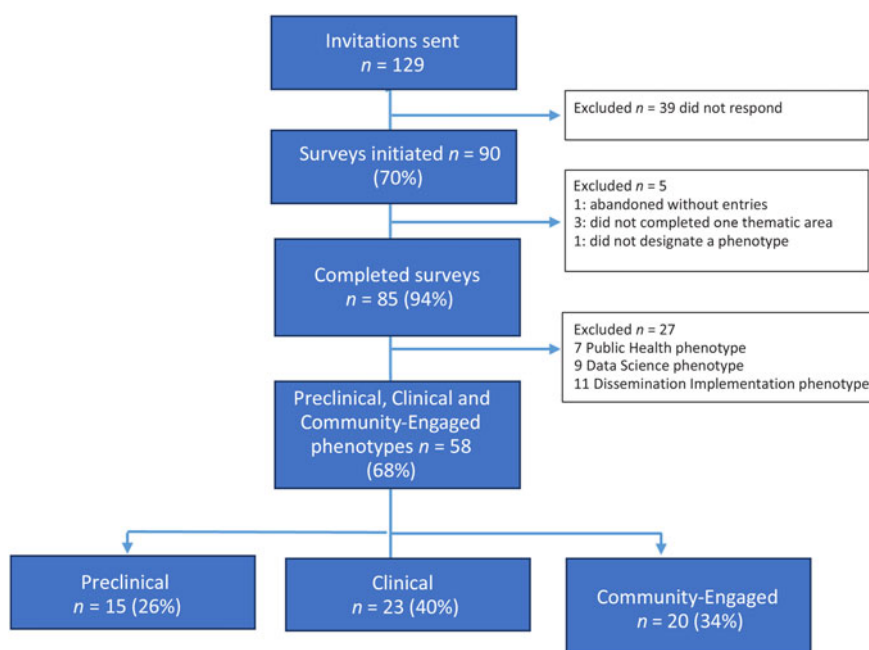 Invitations sent
n = 129
Excluded n = 39 did not respond
Surveys initiated n = 90
(70%)
Excluded n = 5
1: abandoned without entries
3: did not completed one thematic area
1: did not designate a phenotype
Completed surveys
n = 85 (94%)
Excluded n = 27
7 Public Health phenotype
9 Data Science phenotype
11 Dissemination Implementation phenotype
Preclinical, Clinical and
Community-Engaged
phenotypes n = 58
(68%)
Preclinical
n = 15 (26%)
Clinical
n = 23 (40%)
Community-Engaged
n = 20 (34%)